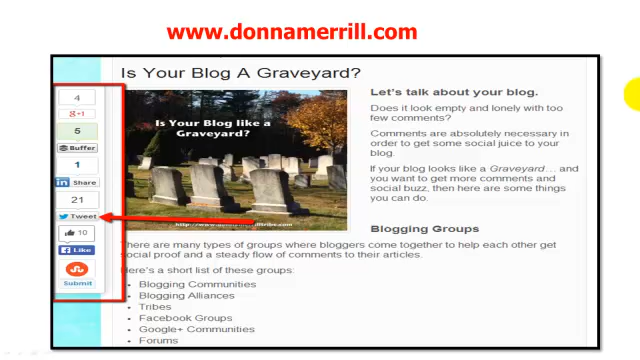 www.donnamerrill.com
Is Your Blog A Graveyard?
4
g+1
5
Buffer
1
in Share
21
Tweet
10
Like
Submit
Is Your Blog like a
Graveyard?
Let's talk about your blog.
Does it look empty and lonely with too
few comments?
Comments are absolutely necessary in
order to get some social juice to your
blog.
If your blog looks like a Graveyard... and
you want to get more comments and
social buzz, then here are some things
you can do.
Blogging Groups
There are many types of groups where bloggers come together to help each other get
social proof and a steady flow of comments to their articles.
Here's a short list of these groups:
• Blogging Communities
• Blogging Alliances
• Tribes
• Facebook Groups
• Google+ Communities
• Forums